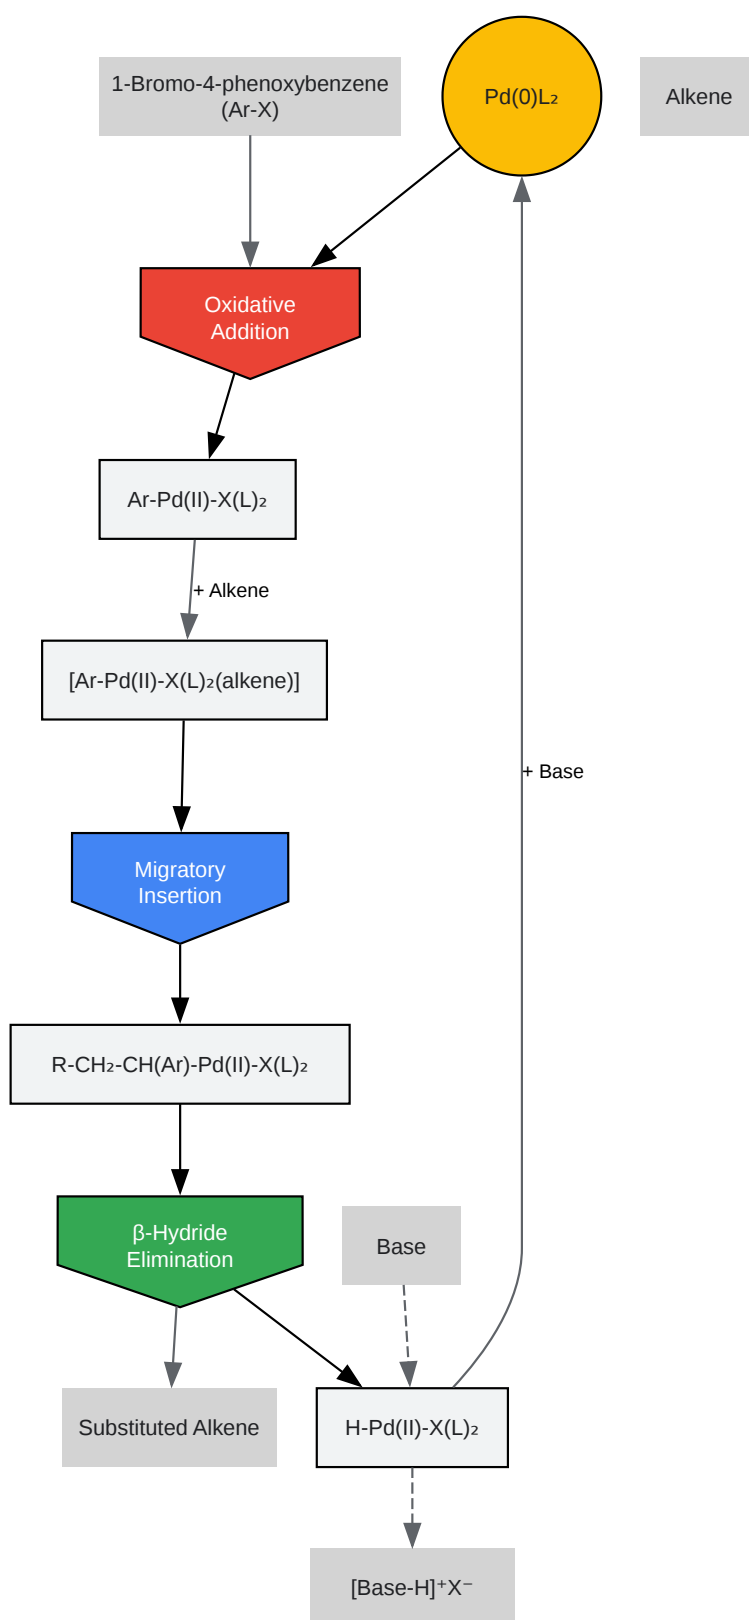 1-Bromo-4-phenoxybenzene
(Ar-X)
Pd(0)L₂
Alkene
Oxidative
Addition
Ar-Pd(II)-X(L)₂
+ Alkene
[Ar-Pd(II)-X(L)₂(alkene)]
+ Base
Migratory
Insertion
R-CH₂-CH(Ar)-Pd(II)-X(L)₂
β-Hydride
Elimination
Base
Substituted Alkene
H-Pd(II)-X(L)₂
[Base-H]⁺X⁻